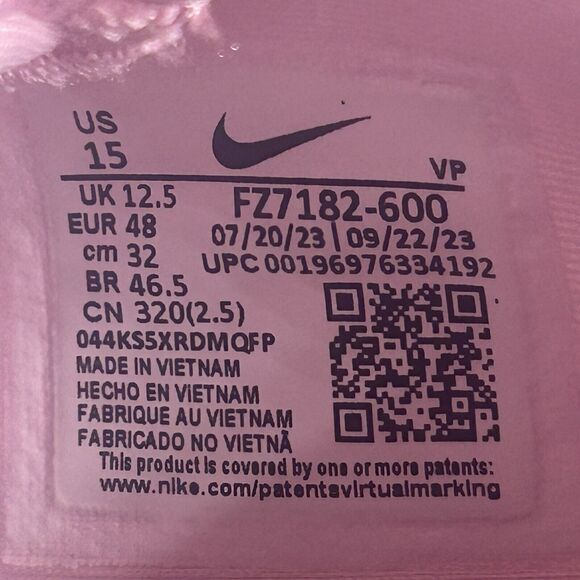 US
15
VP
UK 12.5
FZ7182-600
EUR 48
07/20/23 | 09/22/23
cm 32
UPC 00196976334192
BR 46.5
CN 320(2.5)
044KS5XRDMQFP
MADE IN VIETNAM
HECHO EN VIETNAM
FABRIQUE AU VIETNAM
FABRICADO NO VIETNÃ
This product is covered by one or more patents:
www.nike.com/patentsvirtualmarking